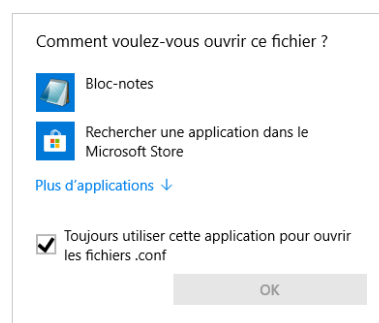 Comment voulez-vous ouvrir ce fichier ?
Bloc-notes
Rechercher une application dans le
Microsoft Store
Plus d’applications ↓
Toujours utiliser cette application pour ouvrir
les fichiers .conf
OK